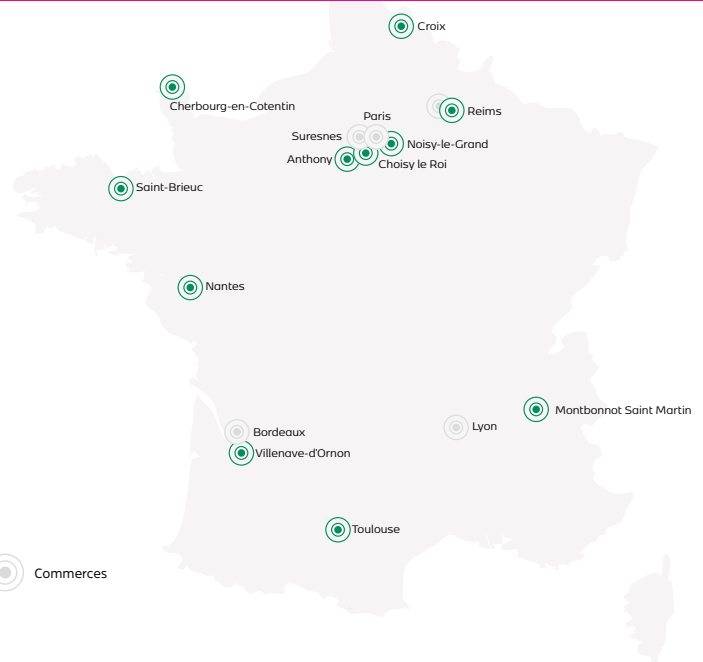 Croix
Cherbourg-en-Cotentin
Reims
Paris
Suresnes
Noisy-le-Grand
Anthony
Choisy le Roi
Saint-Brieuc
Nantes
Montbonnot Saint Martin
Lyon
Bordeaux
Villenave-d'Ornon
Toulouse
Commerces